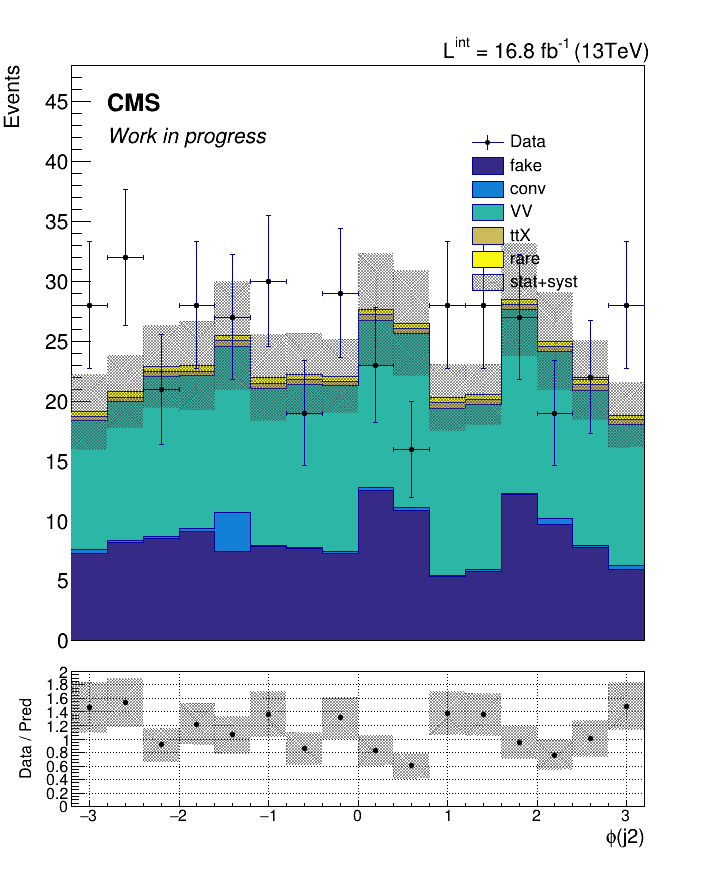 L^int = 16.8 fb^-1 (13TeV)
Events
CMS
Work in progress
Data
fake
conv
VV
ttX
rare
stat+syst
45
40
35
30
25
20
15
10
5
0
Data / Pred
2
1.8
1.6
1.4
1.2
1
0.8
0.6
0.4
0.2
0
−3 −2 −1 0 1 2 3
ϕ(j2)